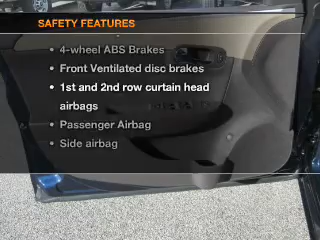 SAFETY FEATURES
• 4-wheel ABS Brakes
• Front Ventilated disc brakes
• 1st and 2nd row curtain head
airbags
• Passenger Airbag
• Side airbag